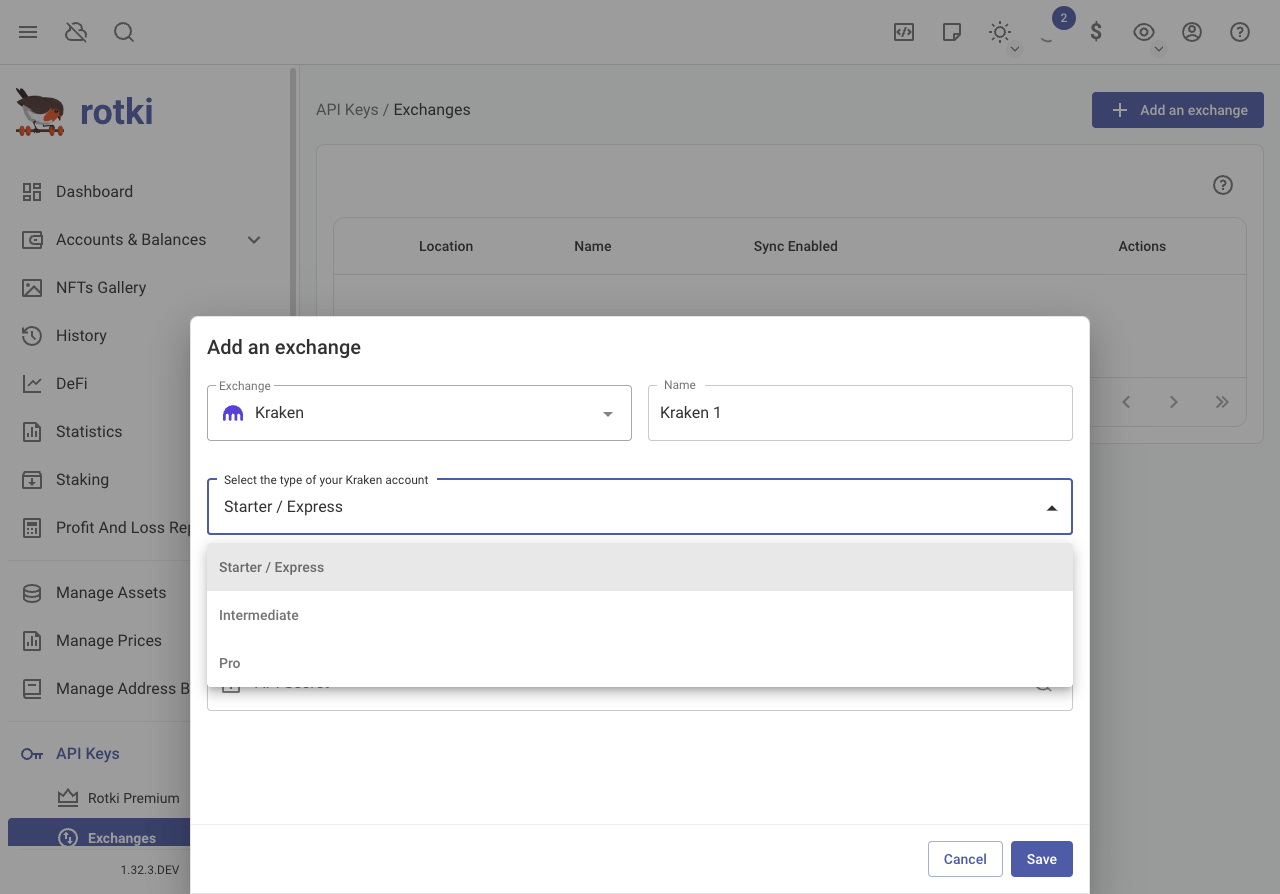 2
rotki
API Keys / Exchanges
Add an exchange
Dashboard
Accounts & Balances
NFTs Gallery
History
DeFi
Statistics
Staking
Profit And Loss Rep
Manage Assets
Manage Prices
Manage Address B
API Keys
Rotki Premium
Exchanges
1.32.3.DEV
Location Name Sync Enabled Actions
Add an exchange
Exchange
Kraken
Name
Kraken 1
Select the type of your Kraken account
Starter / Express
Starter / Express
Intermediate
Pro
API Secret
Cancel Save